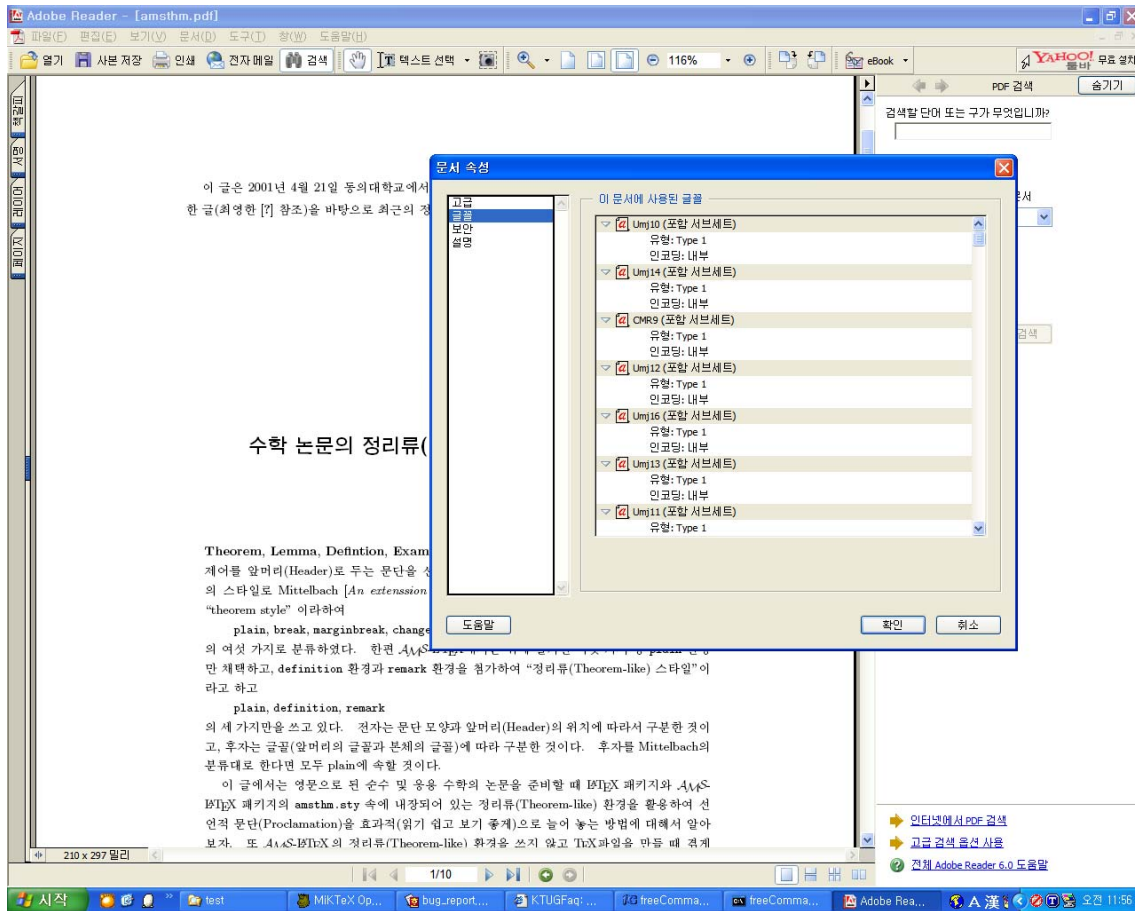 Adobe Reader - [amsthm.pdf]
파일(F) 편집(E) 보기(V) 문서(D) 도구(T) 창(W) 도움말(H)
열기 사본 저장 인쇄 전자 메일 검색 텍스트 선택 116% eBook YAHOO! 툴바 무료 설치
PDF 검색 숨기기
검색할 단어 또는 구가 무엇입니까?
책갈피
서명
페이지
레이어
이 글은 2001년 4월 21일 동의대학교에서
한 글(최영한 [?] 참조)을 바탕으로 최근의 정
수학 논문의 정리류(
Theorem, Lemma, Defintion, Exam
제어를 앞머리(Header)로 두는 문단을
의 스타일로 Mittelbach [An extenssion
“theorem style” 이라하여
plain, break, marginbreak, change
의 여섯 가지로 분류하였다. 한편
만 채택하고, definition 환경과 remark 환경을 첨가하여 “정리류(Theorem-like) 스타일”이
라고 하고
plain, definition, remark
의 세 가지만을 쓰고 있다. 전자는 문단 모양과 앞머리(Header)의 위치에 따라서 구분한 것이
고, 후자는 글꼴(앞머리의 글꼴과 본체의 글꼴)에 따라 구분한 것이다. 후자를 Mittelbach의
분류대로 한다면 모두 plain에 속할 것이다.
이 글에서는 영문으로 된 순수 및 응용 수학의 논문을 준비할 때 LATEX 패키지와 AMS-
LATEX 패키지의 amsthm.sty 속에 내장되어 있는 정리류(Theorem-like) 환경을 활용하여 선
언적 문단(Proclamation)을 효과적(읽기 쉽고 보기 좋게)으로 늘어 놓는 방법에 대해서 알아
보자. 또 AMS-LATEX의 정리류(Theorem-like) 환경을 쓰지 않고 TEX파일을 만들 때 겪게
문서 속성
고급
글꼴
보안
설명
이 문서에 사용된 글꼴
Umj10 (포함 서브세트)
유형: Type 1
인코딩: 내부
Umj14 (포함 서브세트)
유형: Type 1
인코딩: 내부
CMR9 (포함 서브세트)
유형: Type 1
인코딩: 내부
Umj12 (포함 서브세트)
유형: Type 1
인코딩: 내부
Umj16 (포함 서브세트)
유형: Type 1
인코딩: 내부
Umj13 (포함 서브세트)
유형: Type 1
인코딩: 내부
Umj11 (포함 서브세트)
유형: Type 1
도움말 확인 취소
검색
인터넷에서 PDF 검색
고급 검색 옵션 사용
전체 Adobe Reader 6.0 도움말
210 x 297 밀리
1/10
시작 test MiKTeX Op... bug_report,... KTUGFaq: ... freeComma... freeComma... Adobe Rea... A 漢 오전 11:56